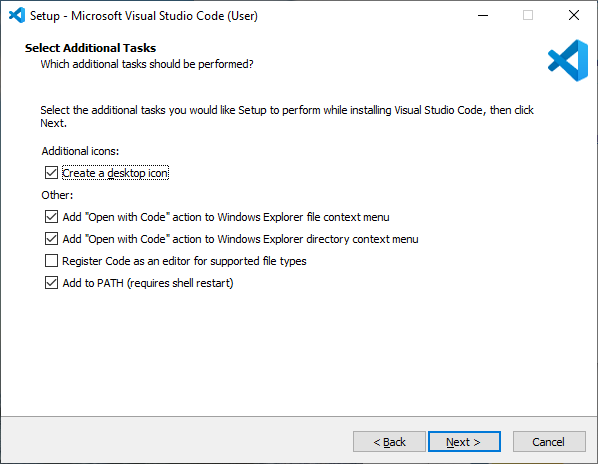 Setup - Microsoft Visual Studio Code (User)
Select Additional Tasks
Which additional tasks should be performed?
Select the additional tasks you would like Setup to perform while installing Visual Studio Code, then click
Next.
Additional icons:
Create a desktop icon
Other:
Add "Open with Code" action to Windows Explorer file context menu
Add "Open with Code" action to Windows Explorer directory context menu
Register Code as an editor for supported file types
Add to PATH (requires shell restart)
< Back Next > Cancel